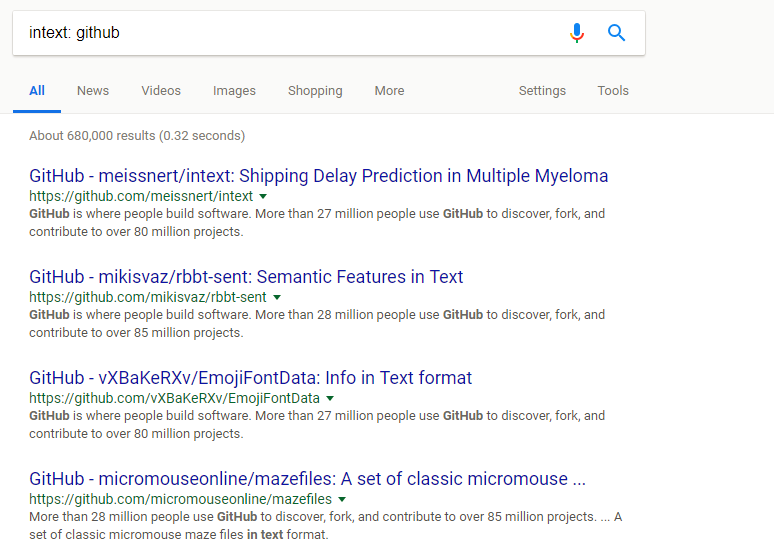 intext: github
All News Videos Images Shopping More Settings Tools
About 680,000 results (0.32 seconds)
GitHub - meissnert/intext: Shipping Delay Prediction in Multiple Myeloma
https://github.com/meissnert/intext
GitHub is where people build software. More than 27 million people use GitHub to discover, fork, and
contribute to over 80 million projects.
GitHub - mikisvaz/rbbt-sent: Semantic Features in Text
https://github.com/mikisvaz/rbbt-sent
GitHub is where people build software. More than 28 million people use GitHub to discover, fork, and
contribute to over 85 million projects.
GitHub - vXBaKeRXv/EmojiFontData: Info in Text format
https://github.com/vXBaKeRXv/EmojiFontData
GitHub is where people build software. More than 27 million people use GitHub to discover, fork, and
contribute to over 80 million projects.
GitHub - micromouseonline/mazefiles: A set of classic micromouse ...
https://github.com/micromouseonline/mazefiles
More than 28 million people use GitHub to discover, fork, and contribute to over 85 million projects. ... A
set of classic micromouse maze files in text format.